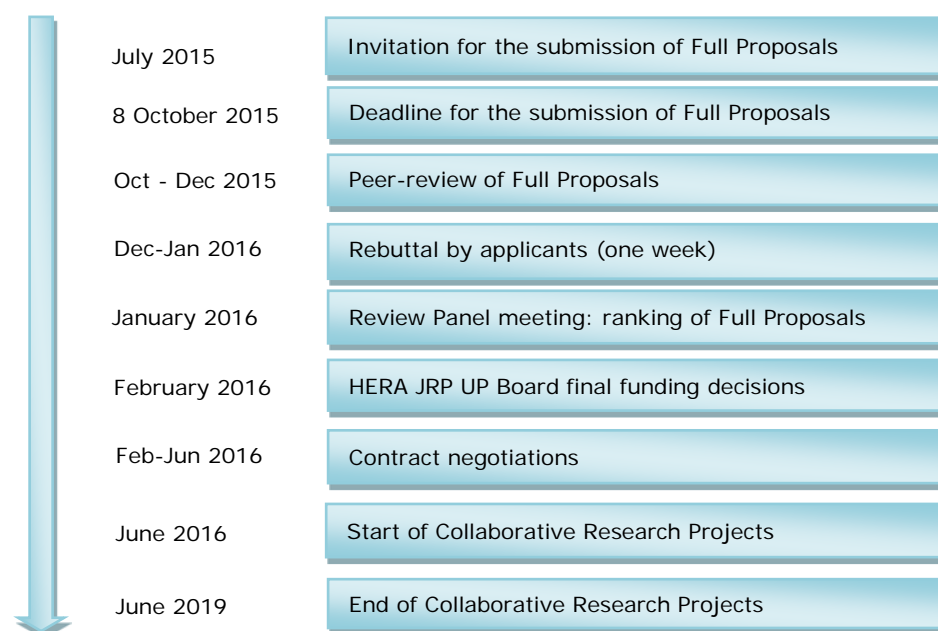 July 2015 Invitation for the submission of Full Proposals
8 October 2015 Deadline for the submission of Full Proposals
Oct - Dec 2015 Peer-review of Full Proposals
Dec-Jan 2016 Rebuttal by applicants (one week)
January 2016 Review Panel meeting: ranking of Full Proposals
February 2016 HERA JRP UP Board final funding decisions
Feb-Jun 2016 Contract negotiations
June 2016 Start of Collaborative Research Projects
June 2019 End of Collaborative Research Projects